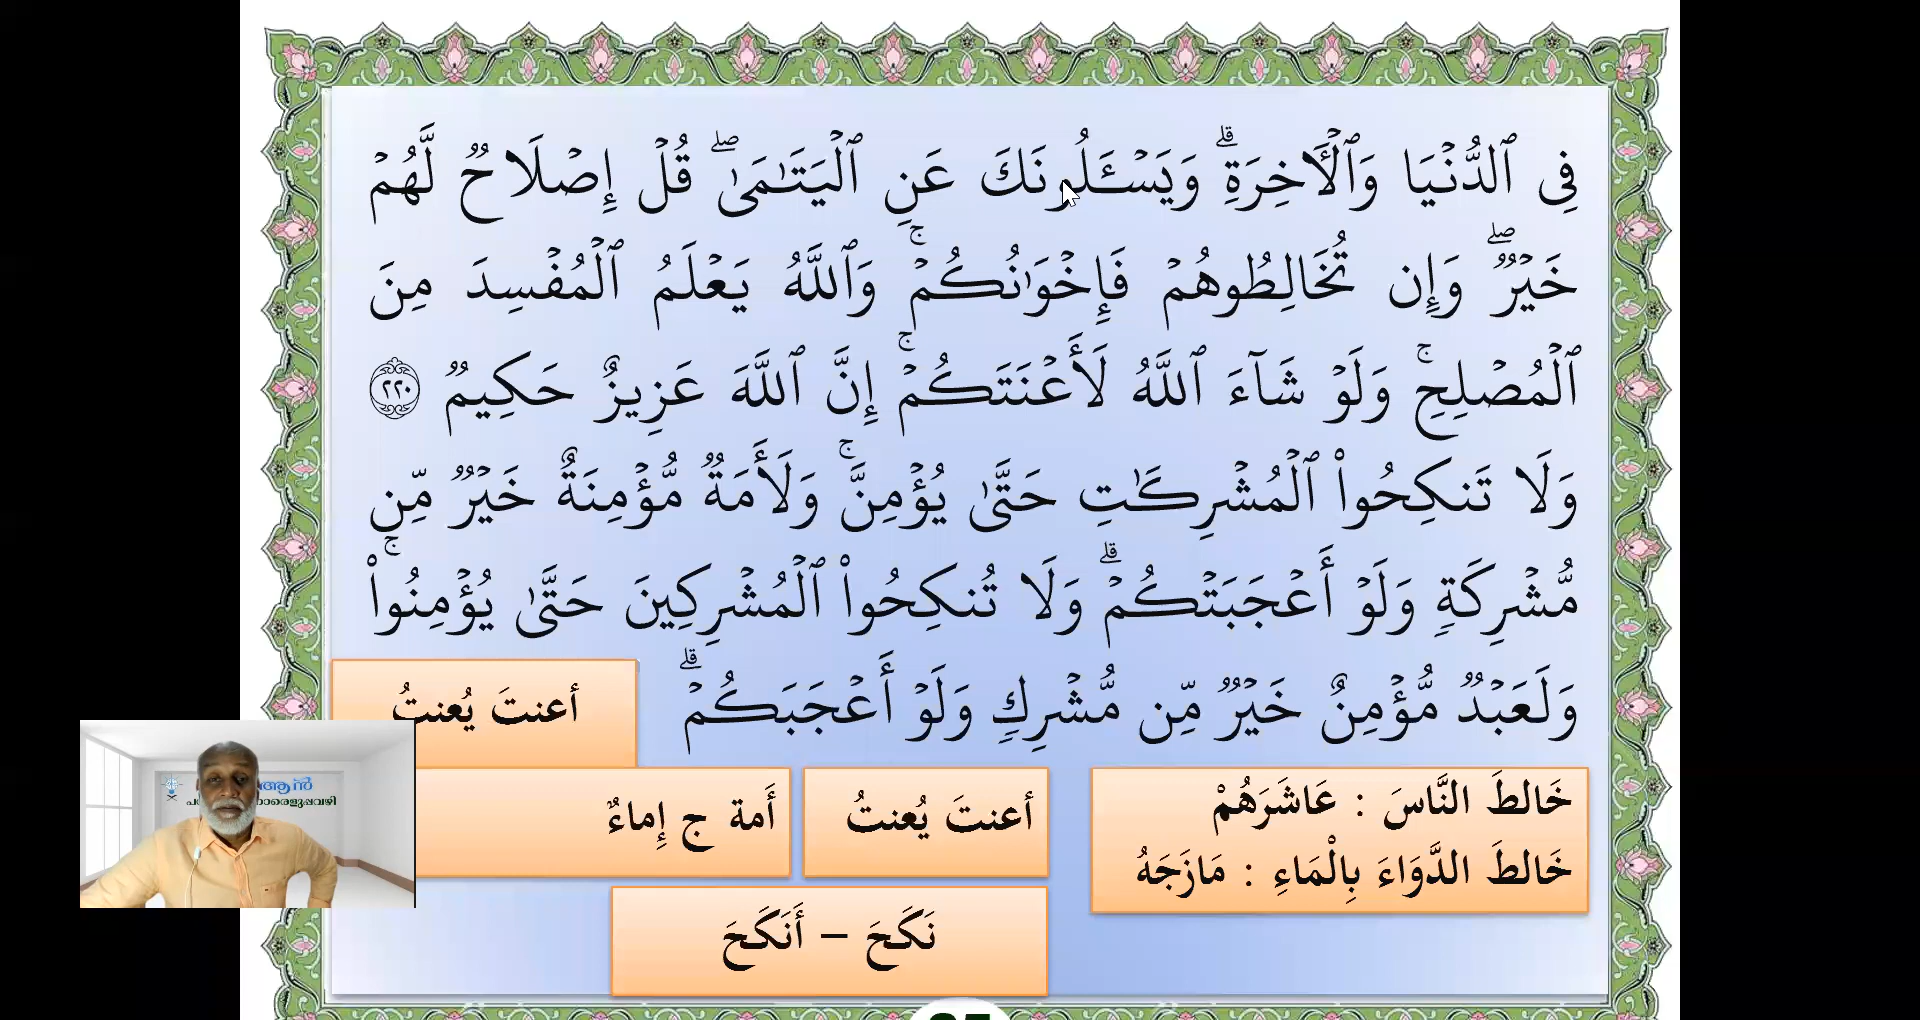 فِى ٱلدُّنْيَا وَٱلْـَٔاخِرَةِ ۗ وَيَسْـَٔلُونَكَ عَنِ ٱلْيَتَـٰمَىٰ ۖ قُلْ إِصْلَاحٌ لَّهُمْ
خَيْرٌ ۖ وَإِن تُخَالِطُوهُمْ فَإِخْوَٰنُكُمْ ۚ وَٱللَّهُ يَعْلَمُ ٱلْمُفْسِدَ مِنَ
ٱلْمُصْلِحِ ۚ وَلَوْ شَآءَ ٱللَّهُ لَأَعْنَتَكُمْ ۚ إِنَّ ٱللَّهَ عَزِيزٌ حَكِيمٌ ٢٢٠
وَلَا تَنكِحُوا۟ ٱلْمُشْرِكَـٰتِ حَتَّىٰ يُؤْمِنَّ ۚ وَلَأَمَةٌ مُّؤْمِنَةٌ خَيْرٌ مِّن
مُّشْرِكَةٍ وَلَوْ أَعْجَبَتْكُمْ ۗ وَلَا تُنكِحُوا۟ ٱلْمُشْرِكِينَ حَتَّىٰ يُؤْمِنُوا۟ ۚ
وَلَعَبْدٌ مُّؤْمِنٌ خَيْرٌ مِّن مُّشْرِكٍ وَلَوْ أَعْجَبَكُمْ ۗ
أعنتَ يُعنتُ
خَالطَ النَّاسَ : عَاشَرَهُمْ
خَالطَ الدَّوَاءَ بِالْمَاءِ : مَازَجَهُ
أعنتَ يُعنتُ
أَمة ج إِماءٌ
نَكَحَ – أَنَكَحَ